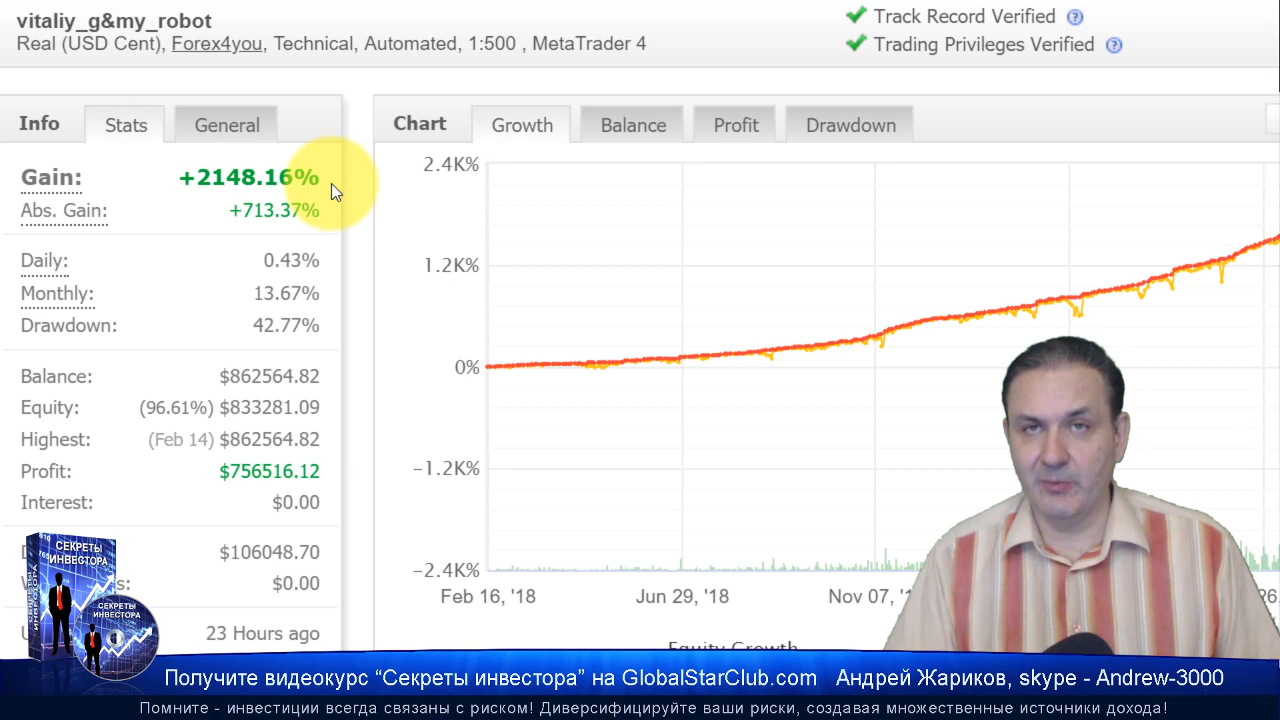 vitaliy_g&my_robot
Real (USD Cent), Forex4you, Technical, Automated, 1:500 , MetaTrader 4
Track Record Verified ?
Trading Privileges Verified ?
Info Stats General
Gain: +2148.16%
Abs. Gain: +713.37%
Daily: 0.43%
Monthly: 13.67%
Drawdown: 42.77%
Balance: $862564.82
Equity: (96.61%) $833281.09
Highest: (Feb 14) $862564.82
Profit: $756516.12
Interest: $0.00
$106048.70
s: $0.00
23 Hours ago
Chart Growth Balance Profit Drawdown
2.4K%
1.2K%
0%
-1.2K%
-2.4K%
Feb 16, '18 Jun 29, '18 Nov 07, '1
Equity Growth
СЕКРЕТЫ
ИНВЕСТОРА
СЕКРЕТЫ
ИНВЕСТОРА
Получите видеокурс “Секреты инвестора” на GlobalStarClub.com Андрей Жариков, skype - Andrew-3000
Помните - инвестиции всегда связаны с риском! Диверсифицируйте ваши риски, создавая множественные источники дохода!